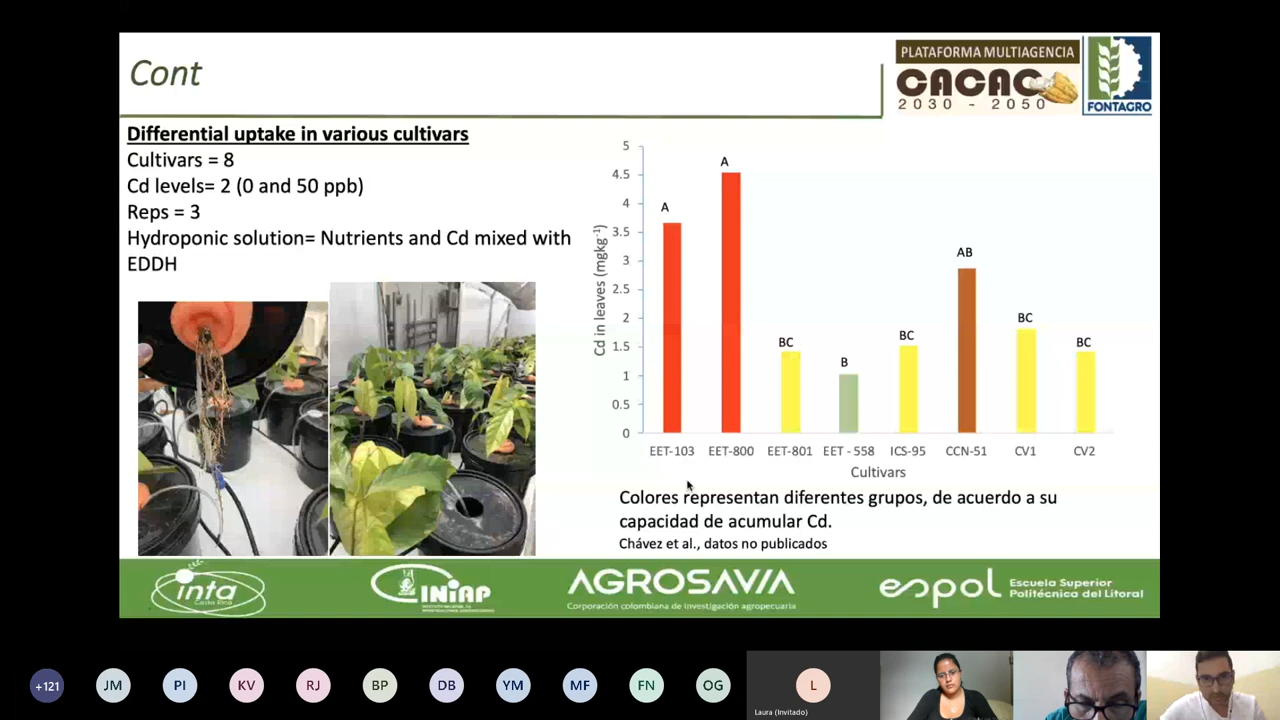 Cont
PLATAFORMA MULTIAGENCIA
CACAO
2030 - 2050
FONTAGRO
Differential uptake in various cultivars
Cultivars = 8
Cd levels= 2 (0 and 50 ppb)
Reps = 3
Hydroponic solution= Nutrients and Cd mixed with
EDDH
Cd in leaves (mgkg-1)
5
4.5
4
3.5
3
2.5
2
1.5
1
0.5
0
A
A
BC
B
BC
AB
BC
BC
EET-103 EET-800 EET-801 EET - 558 ICS-95 CCN-51 CV1 CV2
Cultivars
Colores representan diferentes grupos, de acuerdo a su
capacidad de acumular Cd.
Chávez et al., datos no publicados
inta
Costa Rica
INIAP
AGROSAVIA
Corporación colombiana de investigación agropecuaria
espol
Escuela Superior
Politécnica del Litoral
+121 JM PI KV RJ BP DB YM MF FN OG L
Laura (Invitado)